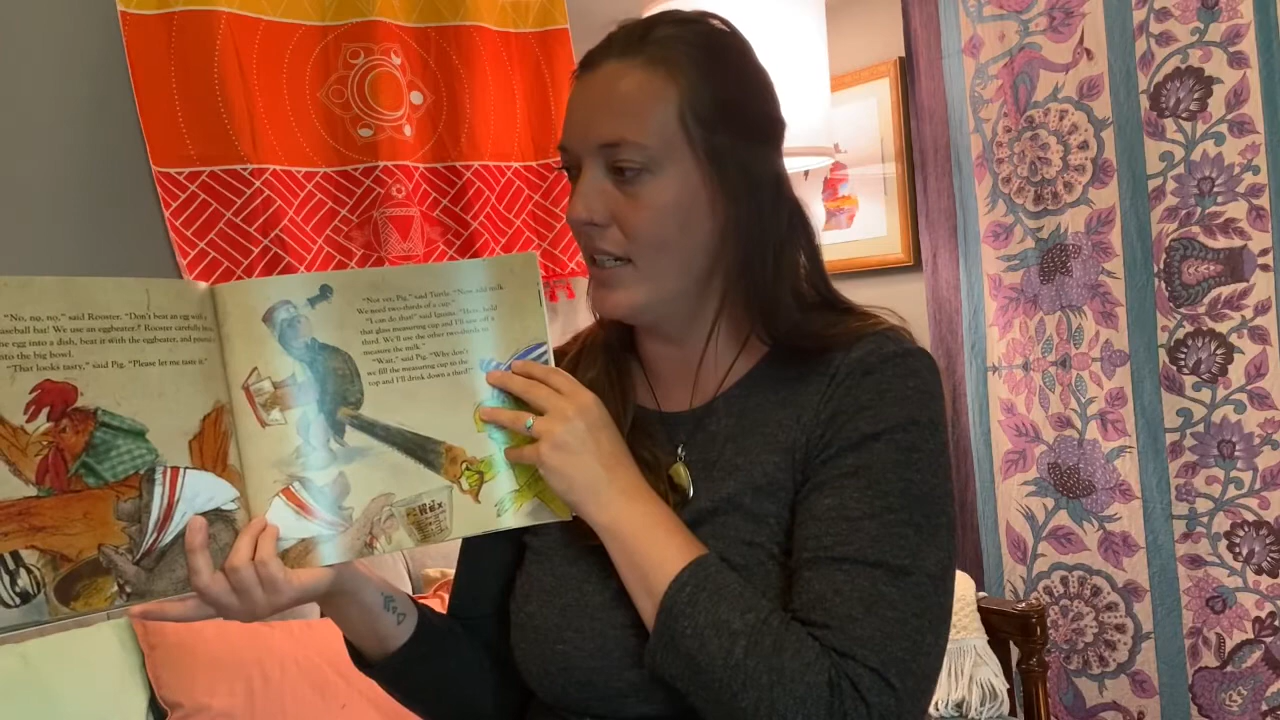 "No, no, no," said Rooster. "Don't beat an egg with a
baseball bat! We use an eggbeater." Rooster carefully
the egg into a dish, beat it with the eggbeater, and poured
into the big bowl.
"That looks tasty," said Pig. "Please let me taste it."
"Not yet, Pig," said Turtle. "Now add milk.
We need two-thirds of a cup."
"I can do that!" said Iguana. "Here, hold
that glass measuring cup and I'll saw off a
third. We'll use the other two-thirds to
measure the milk."
"Wait," said Pig. "Why don't
we fill the measuring cup to the
top and I'll drink down a third?"